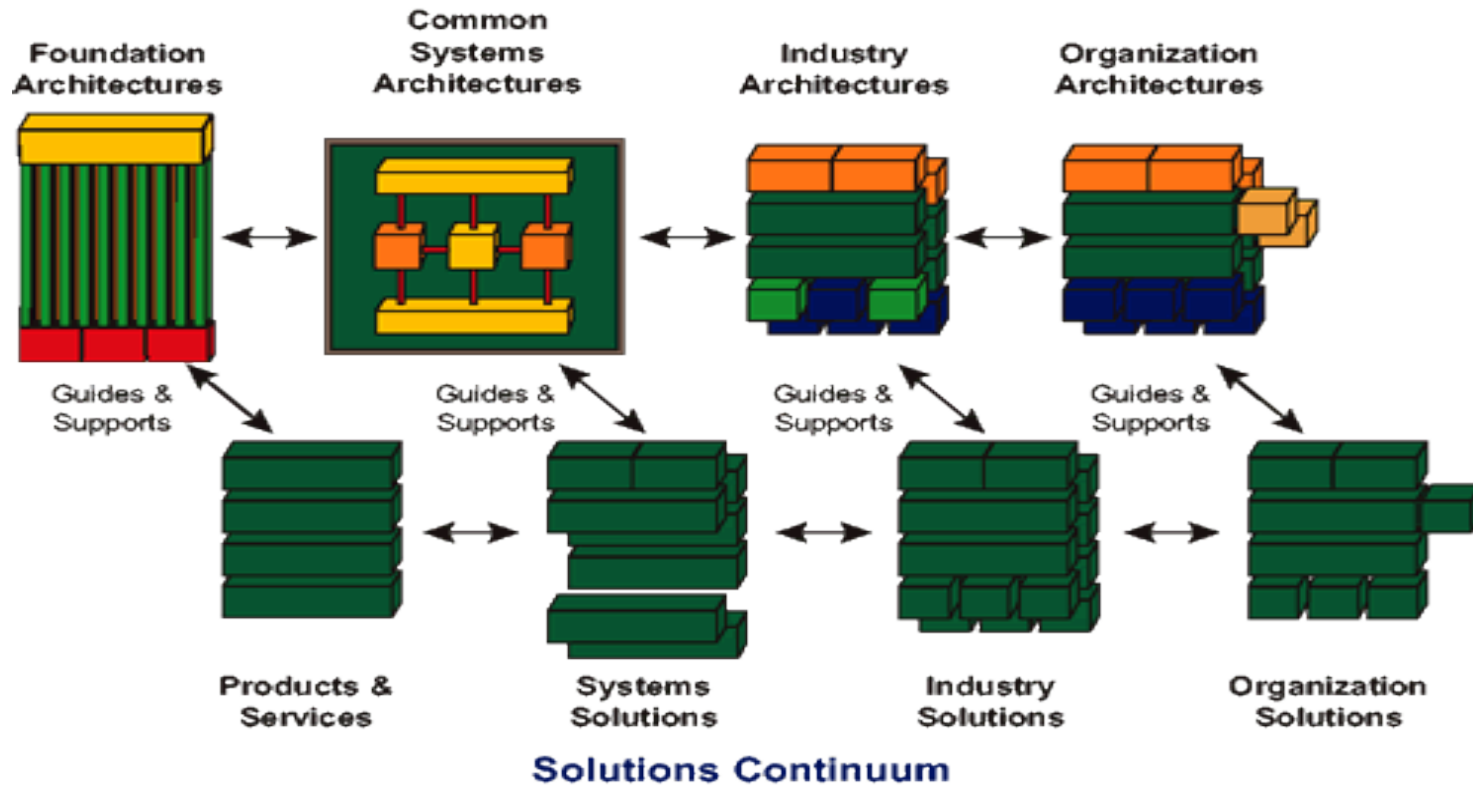 Foundation
Architectures
Common
Systems
Architectures
Industry
Architectures
Organization
Architectures
Guides &
Supports
Guides &
Supports
Guides &
Supports
Guides &
Supports
Products &
Services
Systems
Solutions
Industry
Solutions
Organization
Solutions
Solutions Continuum